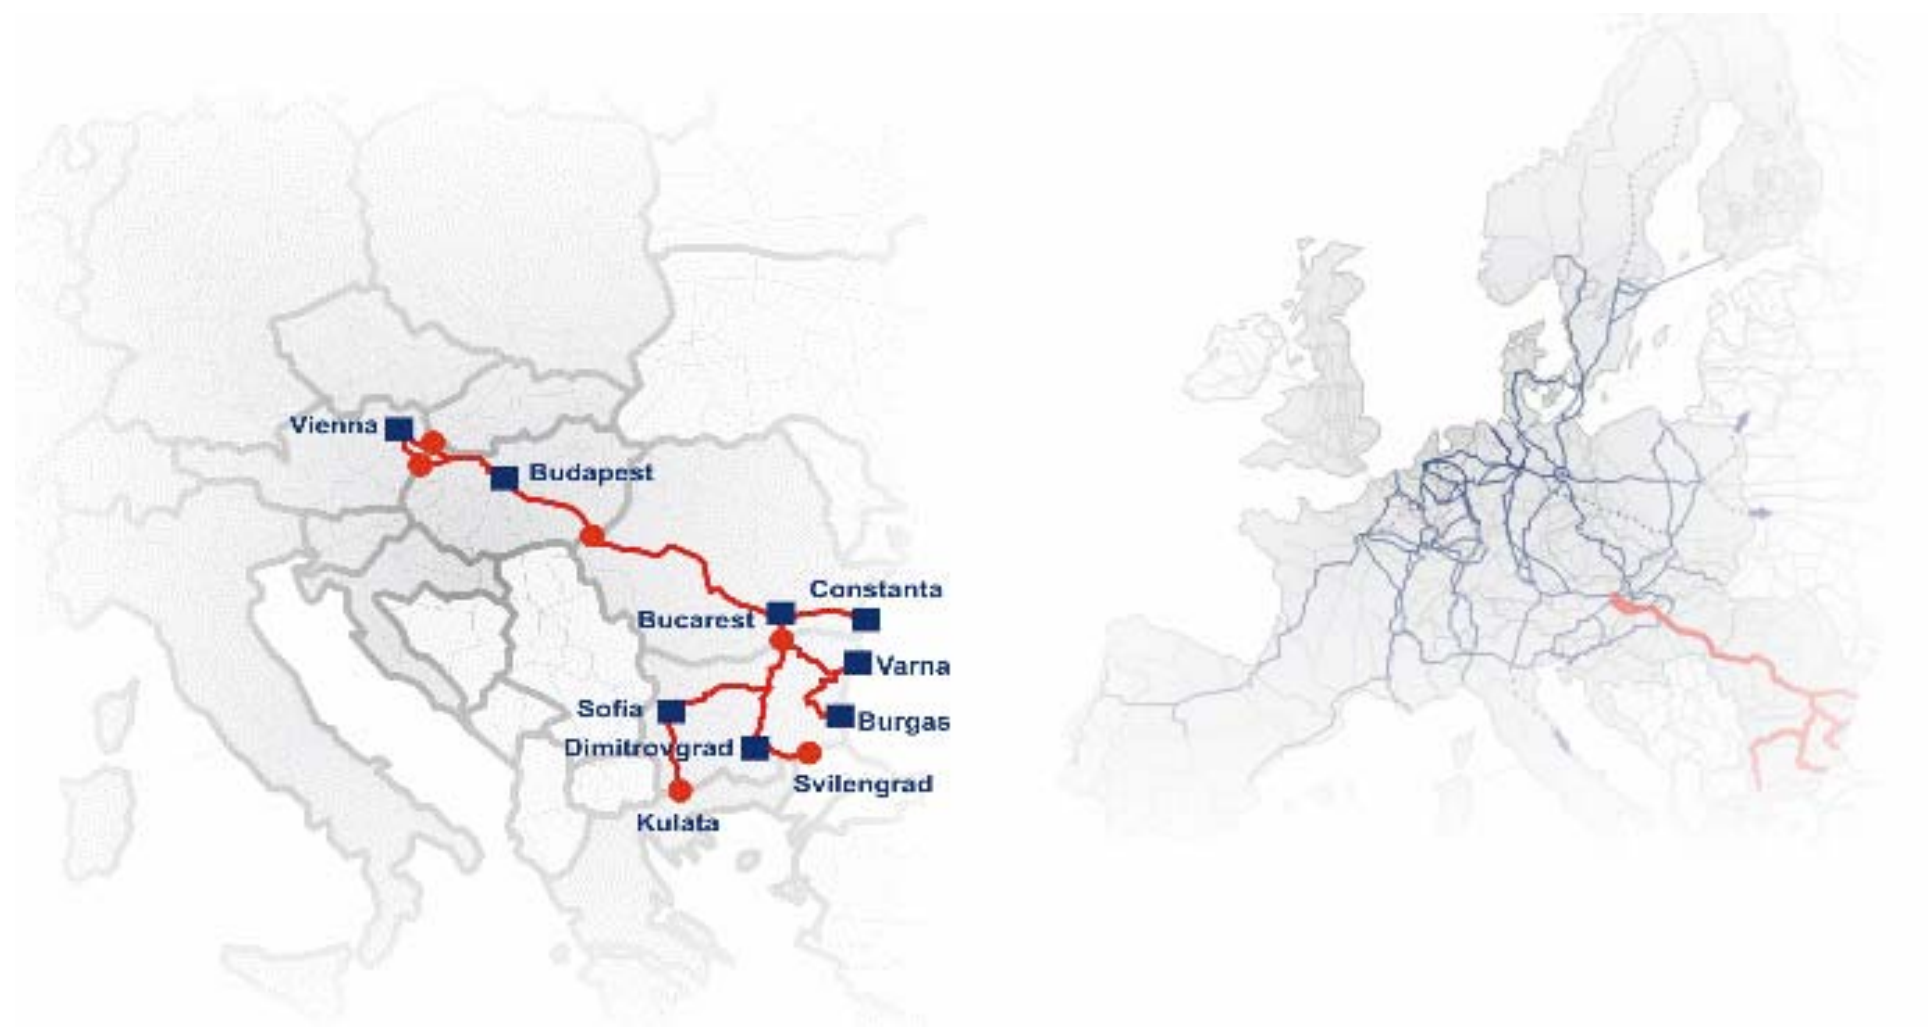 Vienna
Budapest
Constanta
Bucarest
Varna
Sofia
Burgas
Dimitrovgrad
Svilengrad
Kulata